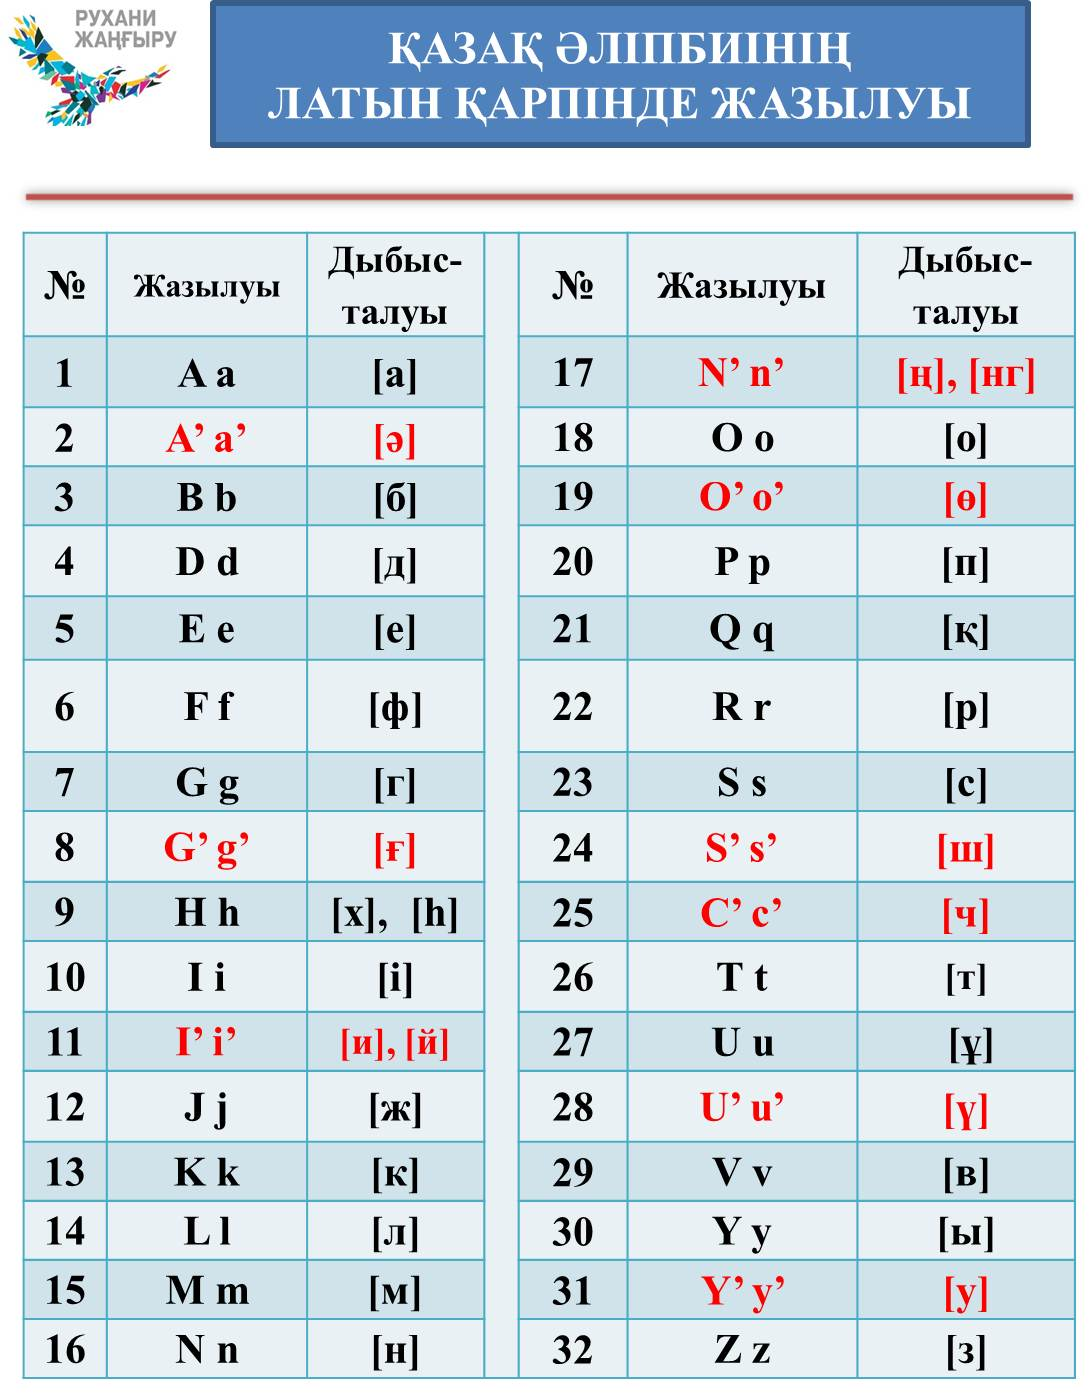 РУХАНИ
ЖАҢҒЫРУ
ҚАЗАҚ ӘЛІПБИІНІҢ
ЛАТЫН ҚАРПІНДЕ ЖАЗЫЛУЫ
№ Жазылуы Дыбыс-талуы № Жазылуы Дыбыс-талуы
1 A a [а] 17 N’ n’ [ң], [нг]
2 A’ a’ [ә] 18 O o [о]
3 B b [б] 19 O’ o’ [ө]
4 D d [д] 20 P p [п]
5 E e [е] 21 Q q [қ]
6 F f [ф] 22 R r [р]
7 G g [г] 23 S s [с]
8 G’ g’ [ғ] 24 S’ s’ [ш]
9 H h [х], [һ] 25 C’ c’ [ч]
10 I i [і] 26 T t [т]
11 I’ i’ [и], [й] 27 U u [ұ]
12 J j [ж] 28 U’ u’ [ү]
13 K k [к] 29 V v [в]
14 L l [л] 30 Y y [ы]
15 M m [м] 31 Y’ y’ [у]
16 N n [н] 32 Z z [з]